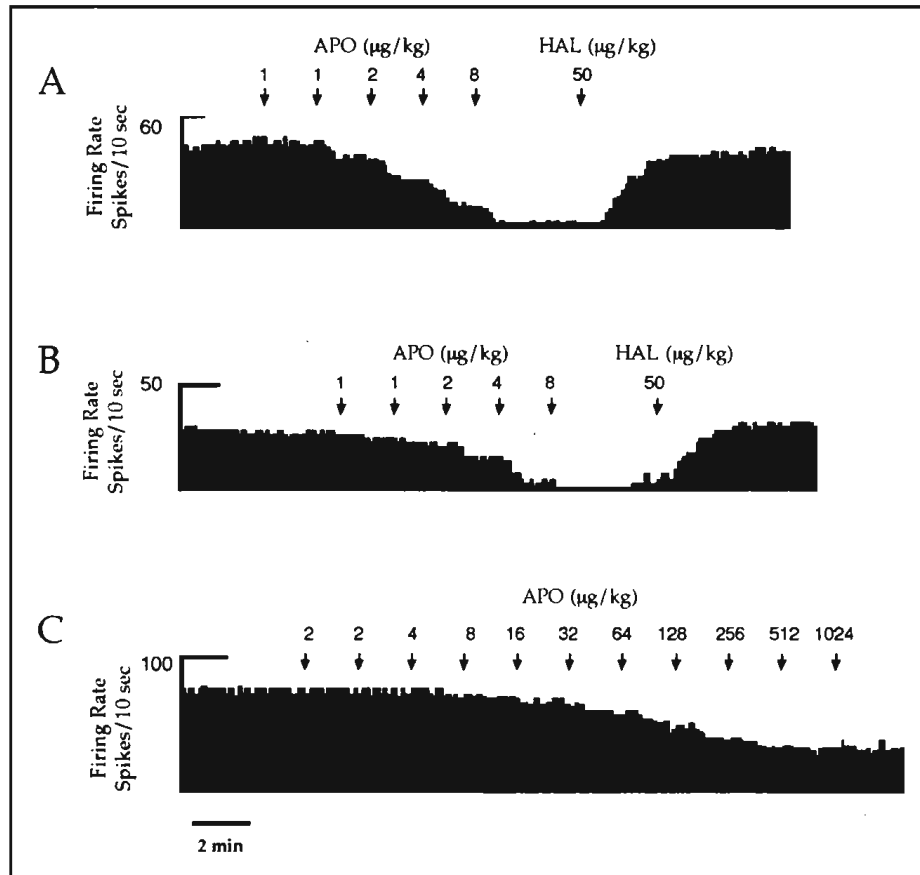 A
APO (µg/kg) HAL (µg/kg)
1 1 2 4 8 50
60
Firing Rate
Spikes/10 sec
B
APO (µg/kg) HAL (µg/kg)
1 1 2 4 8 50
50
Firing Rate
Spikes/10 sec
C
APO (µg/kg)
2 2 4 8 16 32 64 128 256 512 1024
100
Firing Rate
Spikes/10 sec
2 min